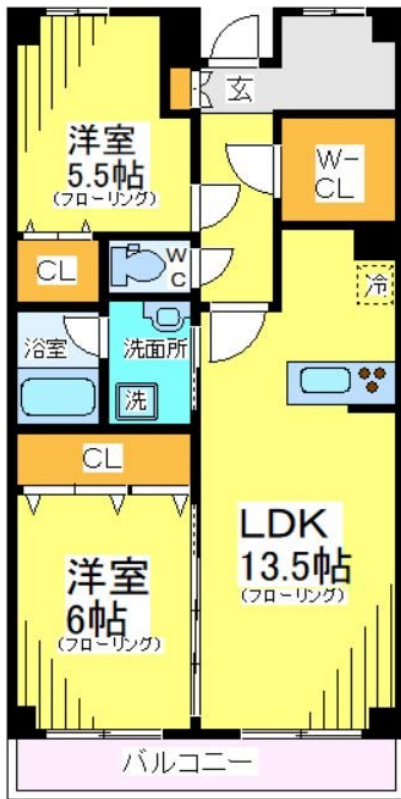 玄
洋室
5.5帖
(フローリング)
W-
CL
CL
W
C
冷
浴室
洗面所
洗
CL
LDK
13.5帖
(フローリング)
洋室
6帖
(フローリング)
バルコニー